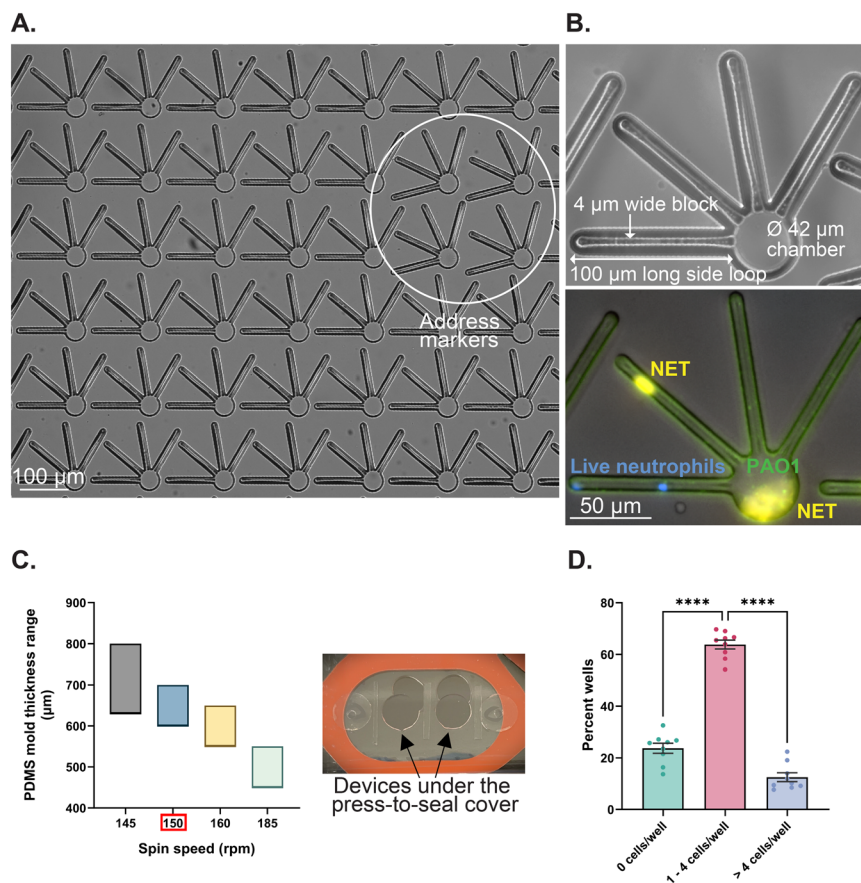 A.
Address
markers
100 μm
B.
4 μm wide block
Ø 42 μm
chamber
100 μm long side loop
NET
Live neutrophils
PAO1
NET
50 μm
C.
PDMS mold thickness range
(μm)
900
800
700
600
500
400
145
150
160
185
Spin speed (rpm)
Devices under the
press-to-seal cover
D.
Percent wells
80
60
40
20
0
****
****
0 cells/well
1 - 4 cells/well
> 4 cells/well